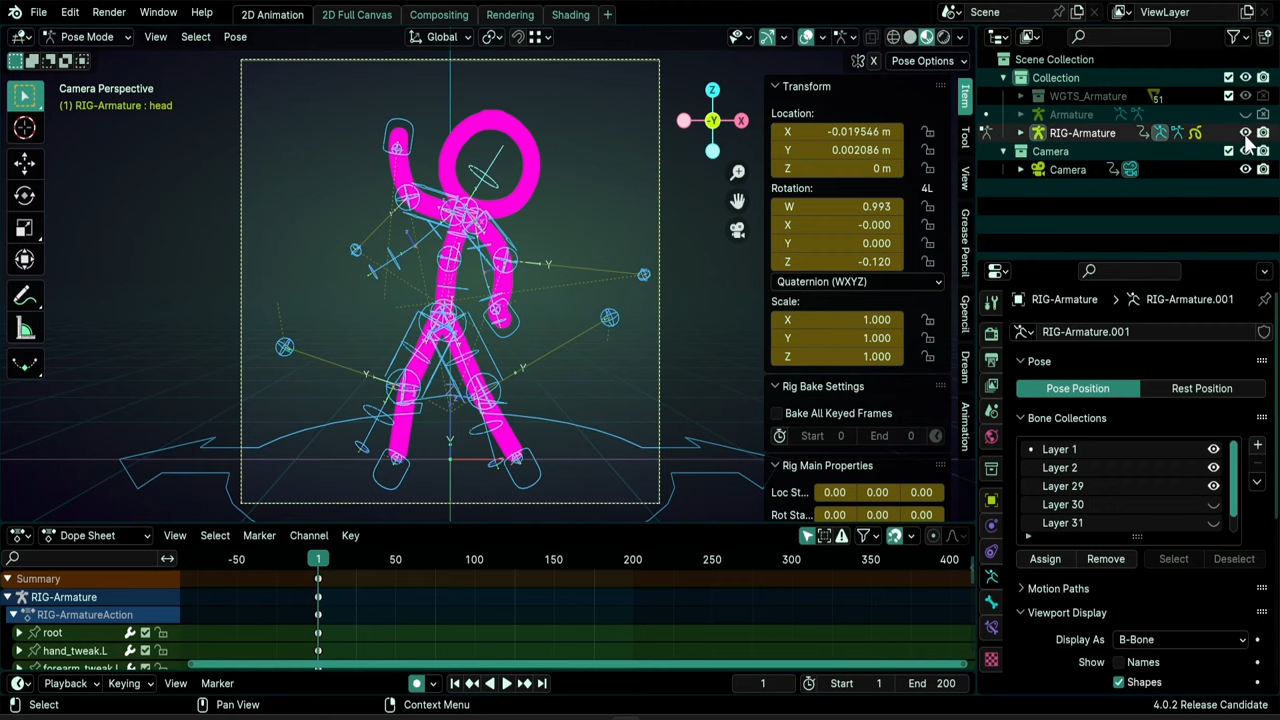 File Edit Render Window Help 2D Animation 2D Full Canvas Compositing Rendering Shading + Scene ViewLayer
Pose Mode View Select Pose Global
X Pose Options
Camera Perspective
(1) RIG-Armature : head
Z
-Y
X
Y
Y
Y
Y
Item
Tool
View
Grease Pencil
Gpencil
Dream
Animation
Transform
Location:
X -0.019546 m
Y 0.002086 m
Z 0 m
Rotation: 4L
W 0.993
X -0.000
Y 0.000
Z -0.120
Quaternion (WXYZ)
Scale:
X 1.000
Y 1.000
Z 1.000
Rig Bake Settings
Bake All Keyed Frames
Start 0 End 0
Rig Main Properties
Loc St... 0.00 0.00 0.00
Rot Sta... 0.00 0.00 0.00
Scene Collection
Collection
WGTS_Armature 51
Armature
RIG-Armature
Camera
Camera
RIG-Armature > RIG-Armature.001
RIG-Armature.001
Pose
Pose Position Rest Position
Bone Collections
Layer 1
Layer 2
Layer 29
Layer 30
Layer 31
Assign Remove Select Deselect
Motion Paths
Viewport Display
Display As B-Bone
Show Names
Shapes
Dope Sheet View Select Marker Channel Key
-50 1 50 100 150 200 250 300 350 400
Summary
RIG-Armature
RIG-ArmatureAction
root
hand_tweak.L
forearm_tweak.L
Playback Keying View Marker 1 Start 1 End 200
Select Pan View Context Menu 4.0.2 Release Candidate